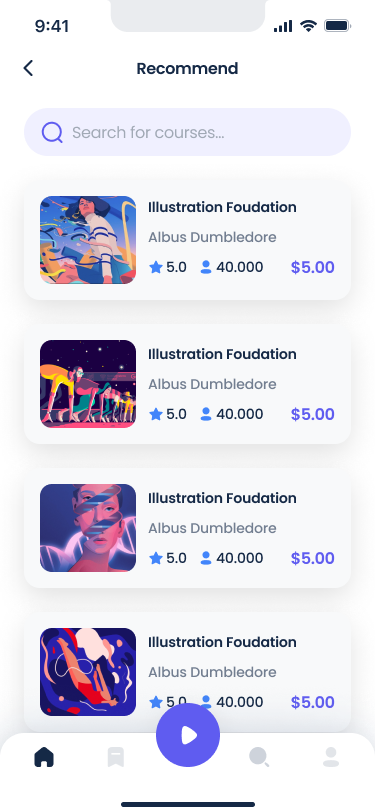 9:41
Recommend
Search for courses...
Illustration Foudation
Albus Dumbledore
5.0 40.000 $5.00
Illustration Foudation
Albus Dumbledore
5.0 40.000 $5.00
Illustration Foudation
Albus Dumbledore
5.0 40.000 $5.00
Illustration Foudation
Albus Dumbledore
5.0 40.000 $5.00